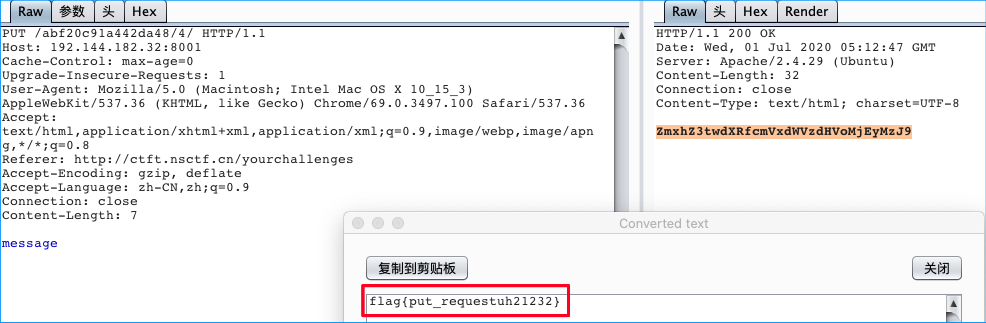 Raw 参数 头 Hex
PUT /abf20c91a442da48/4/ HTTP/1.1
Host: 192.144.182.32:8001
Cache-Control: max-age=0
Upgrade-Insecure-Requests: 1
User-Agent: Mozilla/5.0 (Macintosh; Intel Mac OS X 10_15_3)
AppleWebKit/537.36 (KHTML, like Gecko) Chrome/69.0.3497.100 Safari/537.36
Accept:
text/html,application/xhtml+xml,application/xml;q=0.9,image/webp,image/apn
g,*/*;q=0.8
Referer: http://ctft.nsctf.cn/yourchallenges
Accept-Encoding: gzip, deflate
Accept-Language: zh-CN,zh;q=0.9
Connection: close
Content-Length: 7
message
Raw 头 Hex Render
HTTP/1.1 200 OK
Date: Wed, 01 Jul 2020 05:12:47 GMT
Server: Apache/2.4.29 (Ubuntu)
Content-Length: 32
Connection: close
Content-Type: text/html; charset=UTF-8
ZmxhZ3twdXRfcmVxdWVzdHVoMjEyMzJ9
Converted text
复制到剪贴板 关闭
flag{put_requestuh21232}